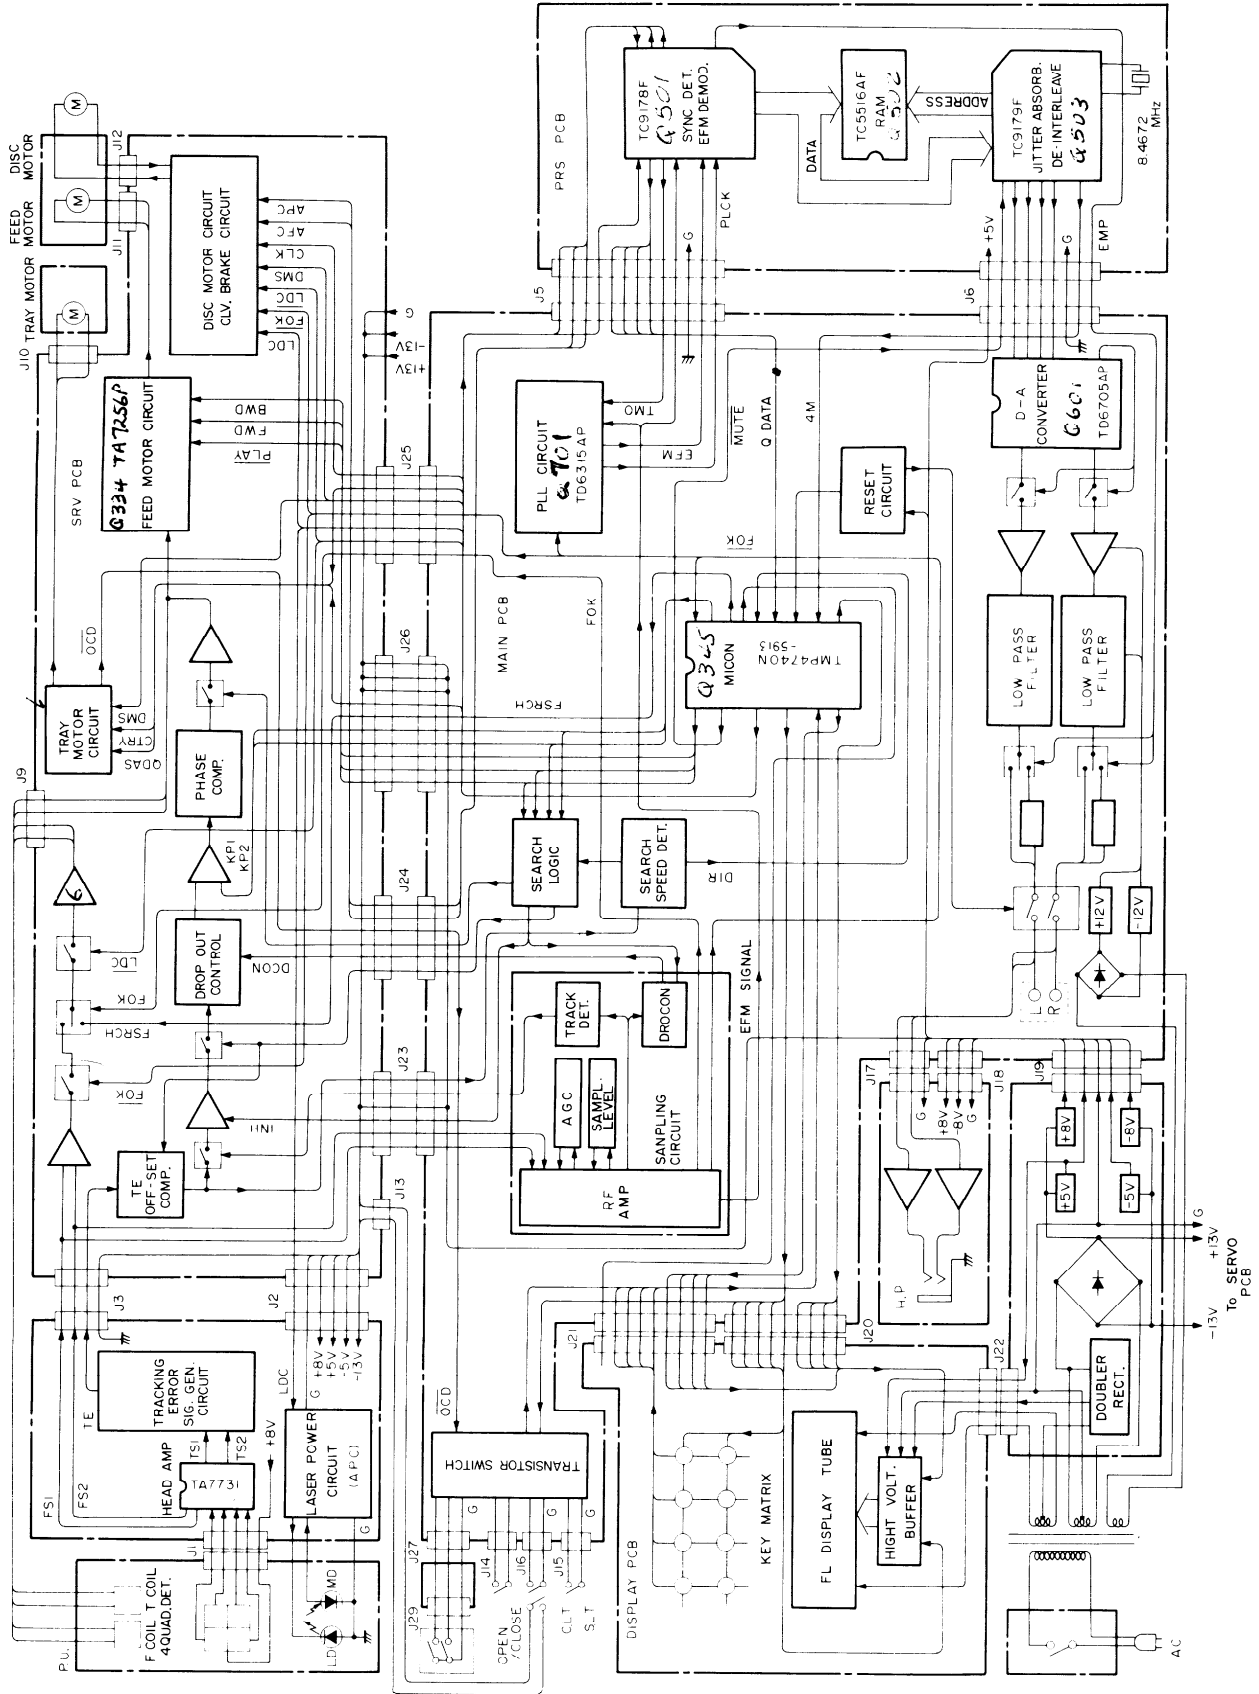 PRS PCB
TC9178F
Q501
SYNC DET.
EFM DEMOD.
DATA
TC5516AF
RAM
Q502
ADDRESS
TC9179F
JITTER ABSORB.
DE-INTERLEAVE
Q503
8.4672
MHz
PLCK
G
+5V
G
EMP
J5
J6
FEED
MOTOR
DISC
MOTOR
M
M
J11
J12
J10
TRAY MOTOR
M
DISC MOTOR CIRCUIT
CLV. BRAKE CIRCUIT
APC
AFC
CLK
DMS
LDC
FOK
LDC
G
-13V
+13V
SRV PCB
Q334 TA7256P
FEED MOTOR CIRCUIT
BWD
FWD
PLAY
OCD
TRAY
MOTOR
CIRCUIT
DMS
CTRY
QDAS
J9
PHASE
COMP.
KP1
KP2
DROP OUT
CONTROL
DCON
6
LDC
FOK
FSRCH
FOK
INH
TE
OFF-SET
COMP.
J25
J26
J24
J23
J13
MAIN PCB
FSRCH
FOK
FOK
PLL CIRCUIT
Q701
TD6315AP
TMO
EFM
MUTE
Q DATA
4M
RESET
CIRCUIT
Q345
MICON
TMP4740N
-5913
SEARCH
LOGIC
SEARCH
SPEED DET.
DIR
EFM SIGNAL
TRACK
DET.
DROCON
AGC
SAMPL.
LEVEL
SANPLING
CIRCUIT
RF
AMP
D-A
CONVERTER
Q601
TD6705AP
LOW PASS
FILTER
LOW PASS
FILTER
+12V
-12V
L
R
J17
J18
J19
G
+8V
-8V
G
H.P
+8V
+5V
-8V
-5V
G
+13V
-13V
To SERVO
PCB
J3
J2
TRACKING
ERROR
SIG. GEN.
CIRCUIT
TE
FS1
FS2
HEAD AMP
TA7731
TS1
TS2
+8V
LDC
G
+8V
+5V
-5V
-13V
LASER POWER
CIRCUIT
(APC)
G
J1
P.U.
F COIL T COIL
4QUAD.DET.
LD
MD
OCD
TRANSISTOR SWITCH
G
G
G
J27
J29
J14
J16
J15
OPEN
/CLOSE
CLT
SLT
DISPLAY PCB
J21
J20
J22
KEY MATRIX
FL DISPLAY TUBE
HIGHT VOLT.
BUFFER
DOUBLER
RECT.
AC